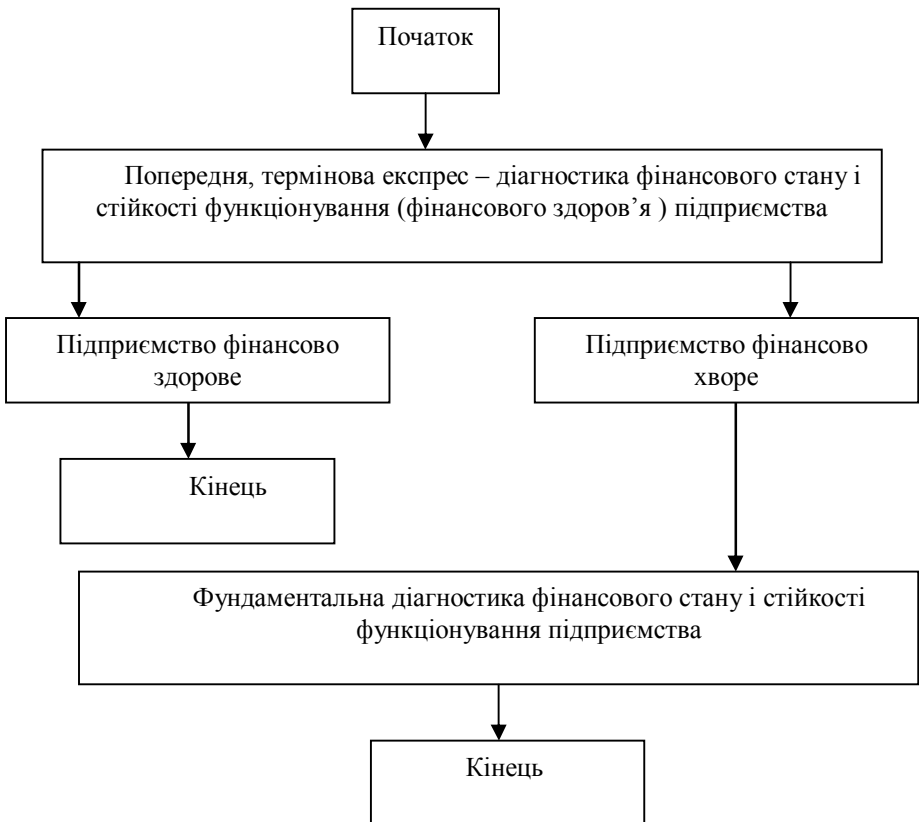 Початок
Попередня, термінова експрес – діагностика фінансового стану і
стійкості функціонування (фінансового здоров’я ) підприємства
Підприємство фінансово
здорове
Підприємство фінансово
хворе
Кінець
Фундаментальна діагностика фінансового стану і стійкості
функціонування підприємства
Кінець